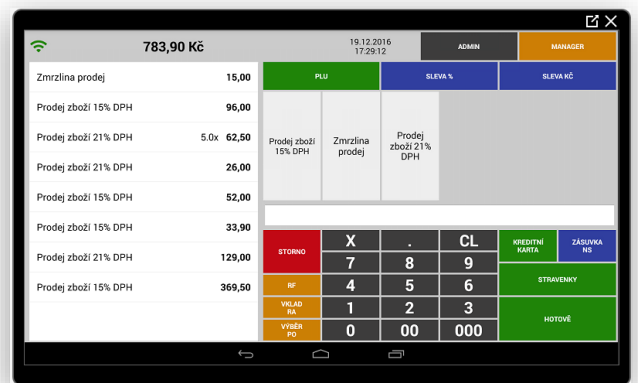 783,90 Kč
19.12.2016
17:29:12
ADMIN
MANAGER
Zmrzlina prodej 15,00
Prodej zboží 15% DPH 96,00
Prodej zboží 21% DPH 5.0x 62,50
Prodej zboží 21% DPH 26,00
Prodej zboží 15% DPH 52,00
Prodej zboží 15% DPH 33,90
Prodej zboží 21% DPH 129,00
Prodej zboží 15% DPH 369,50
PLU
SLEVA %
SLEVA KČ
Prodej zboží
15% DPH
Zmrzlina
prodej
Prodej
zboží 21%
DPH
STORNO
X . CL
KREDITNÍ
KARTA
ZÁSUVKA
NS
7 8 9
RF
4 5 6
STRAVENKY
VKLAD
RA
1 2 3
HOTOVĚ
VÝBĚR
PO
0 00 000